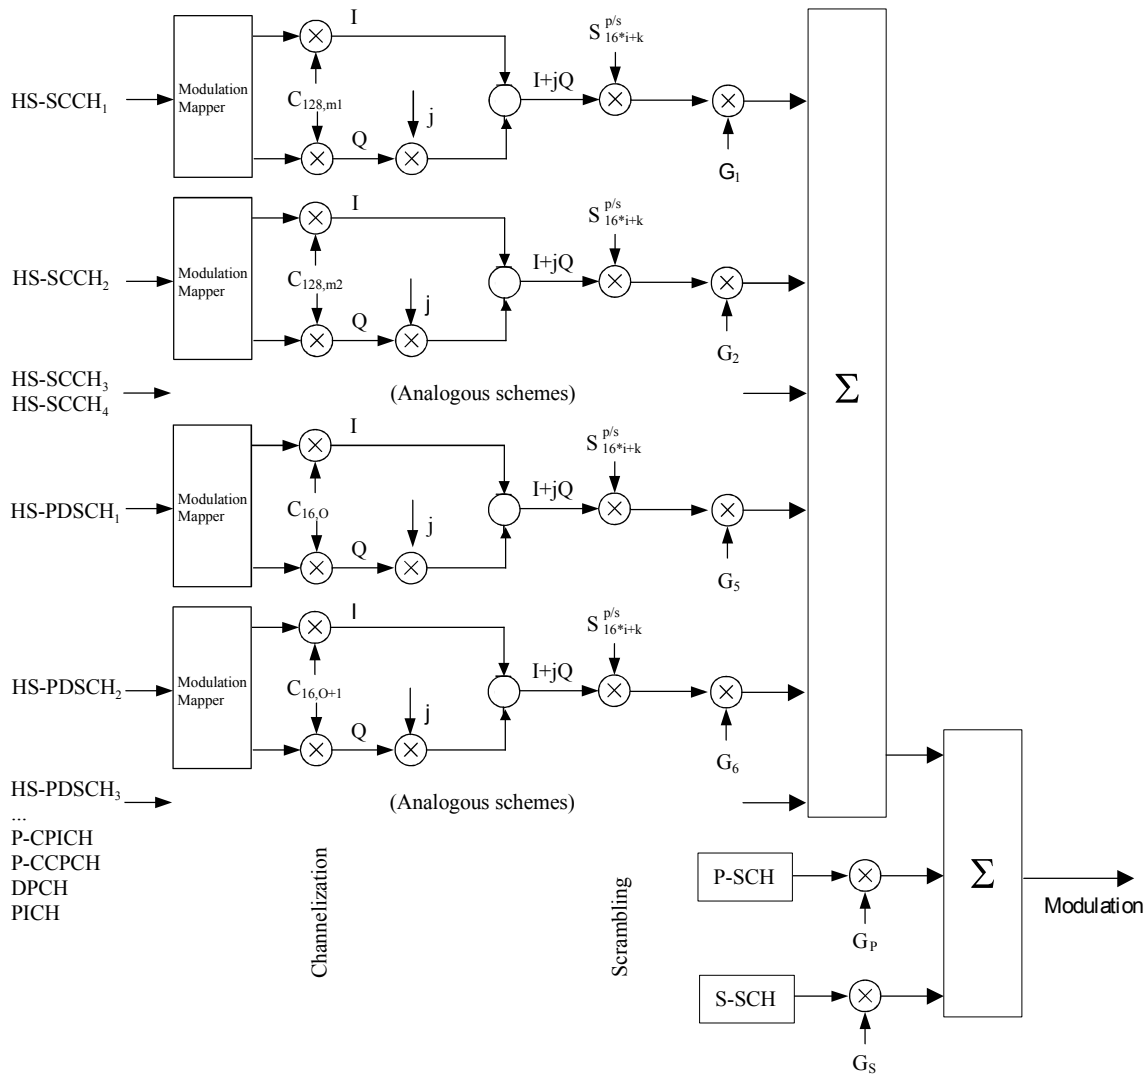 I
S p/s 16*i+k
Modulation Mapper
HS-SCCH1
C128,m1
j
I+jQ
Q
G1
Σ
I
S p/s 16*i+k
Modulation Mapper
HS-SCCH2
C128,m2
j
I+jQ
Q
G2
HS-SCCH3
HS-SCCH4
(Analogous schemes)
I
S p/s 16*i+k
Modulation Mapper
HS-PDSCH1
C16,O
j
I+jQ
Q
G5
I
S p/s 16*i+k
Modulation Mapper
HS-PDSCH2
C16,O+1
j
I+jQ
Q
G6
HS-PDSCH3
...
P-CPICH
P-CCPCH
DPCH
PICH
(Analogous schemes)
Channelization
Scrambling
P-SCH
GP
Σ
Modulation
S-SCH
GS